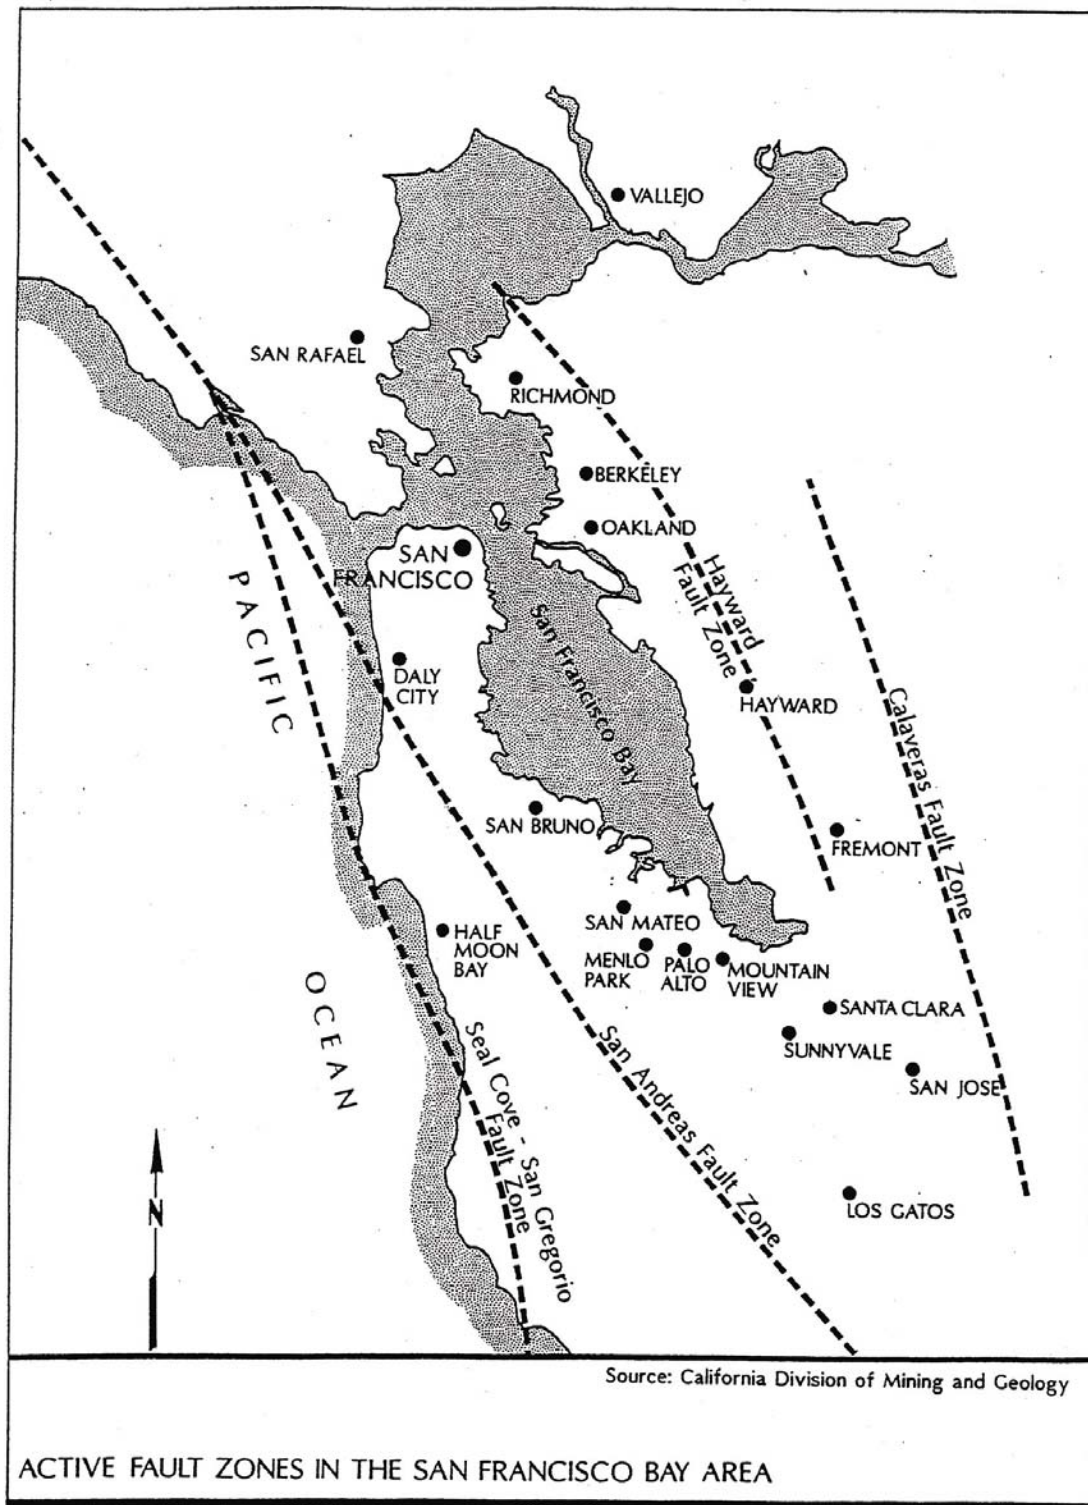 VALLEJO
SAN RAFAEL
RICHMOND
BERKELEY
OAKLAND
SAN
FRANCISCO
PACIFIC
OCEAN
San Francisco Bay
Hayward
Fault Zone
DALY
CITY
HAYWARD
Calaveras Fault Zone
SAN BRUNO
FREMONT
SAN MATEO
HALF
MOON
BAY
MENLO
PARK
PALO
ALTO
MOUNTAIN
VIEW
SANTA CLARA
SUNNYVALE
SAN JOSE
Seal Cove - San Gregorio
Fault Zone
San Andreas Fault Zone
LOS GATOS
N
Source: California Division of Mining and Geology
ACTIVE FAULT ZONES IN THE SAN FRANCISCO BAY AREA